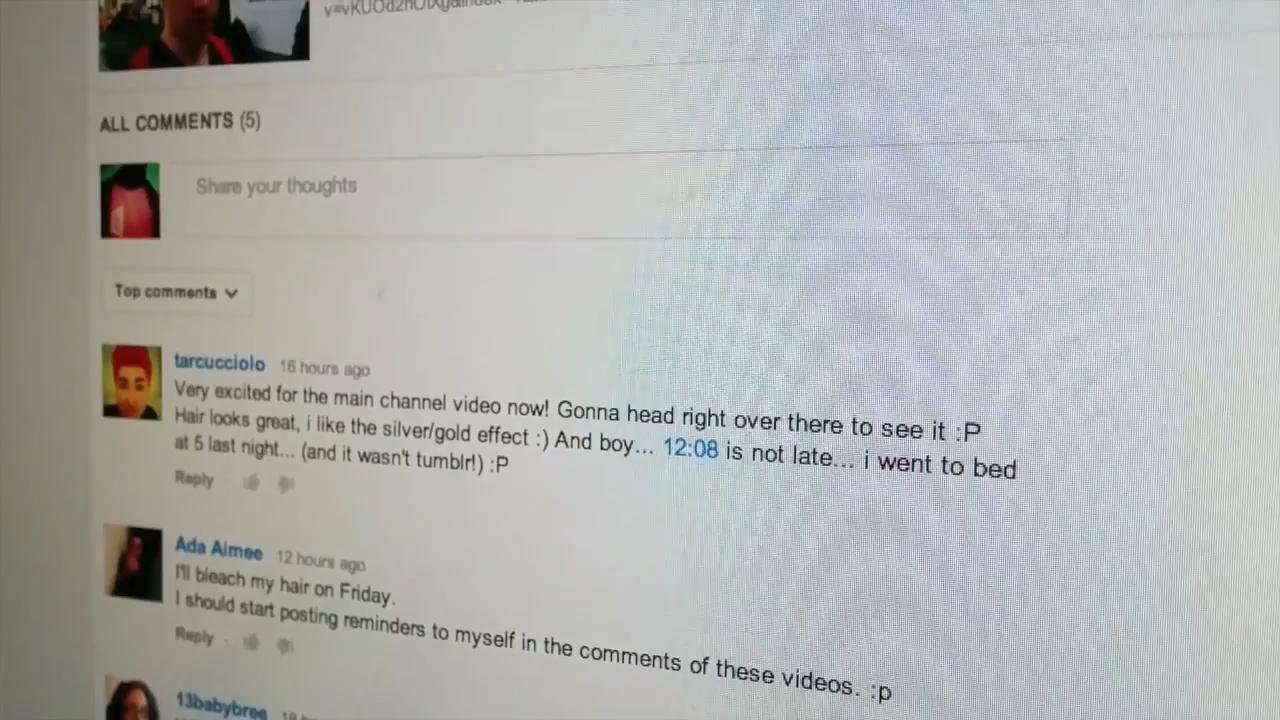 ALL COMMENTS (5)
Share your thoughts
Top comments
tarcucciolo 16 hours ago
Very excited for the main channel video now! Gonna head right over there to see it :P
Hair looks great, i like the silver/gold effect :) And boy... 12:08 is not late... i went to bed
at 5 last night... (and it wasn't tumblr!) :P
Reply
Ada Aimee 12 hours ago
I'll bleach my hair on Friday.
I should start posting reminders to myself in the comments of these videos. :p
Reply
13babybree